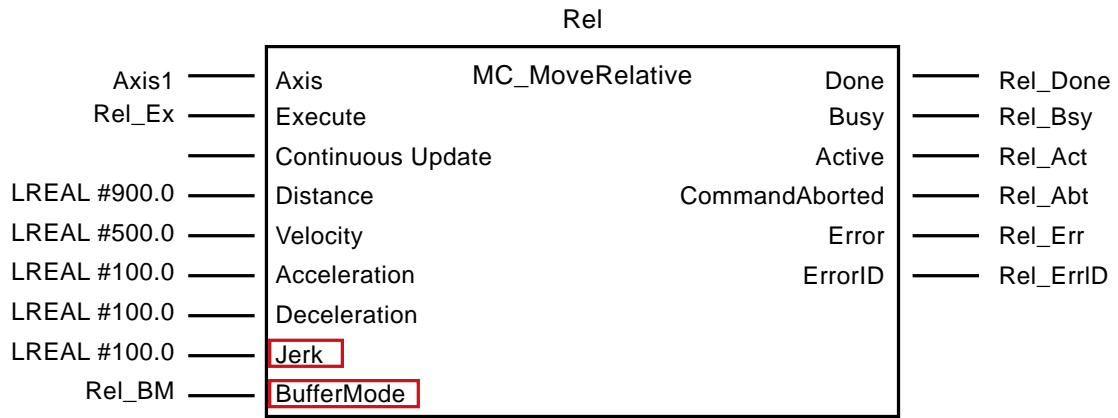 Rel
MC_MoveRelative
Axis1 Axis Done Rel_Done
Rel_Ex Execute Busy Rel_Bsy
Continuous Update Active Rel_Act
LREAL #900.0 Distance CommandAborted Rel_Abt
LREAL #500.0 Velocity Error Rel_Err
LREAL #100.0 Acceleration ErrorID Rel_ErrID
LREAL #100.0 Deceleration
LREAL #100.0 Jerk
Rel_BM BufferMode